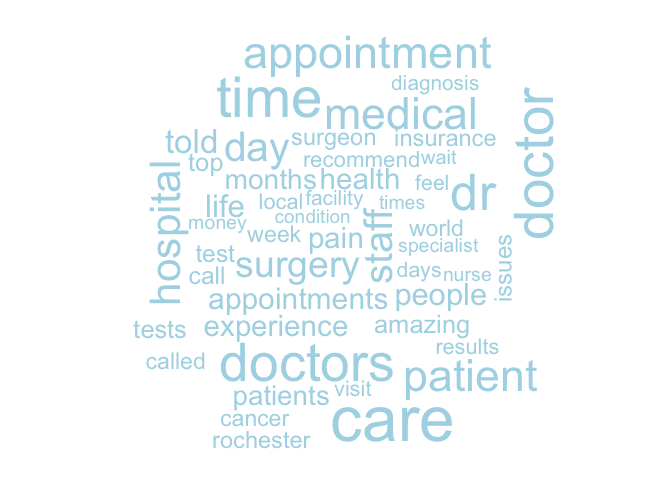 appointment
diagnosis
time
medical
doctor
told
day
surgeon
insurance
top
recommend
wait
hospital
months
health
feel
dr
life
local
facility
times
money
condition
staff
world
week
pain
specialist
test
surgery
days
nurse
issues
call
appointments
people
tests
experience
amazing
called
doctors
results
patients
visit
patient
cancer
care
rochester